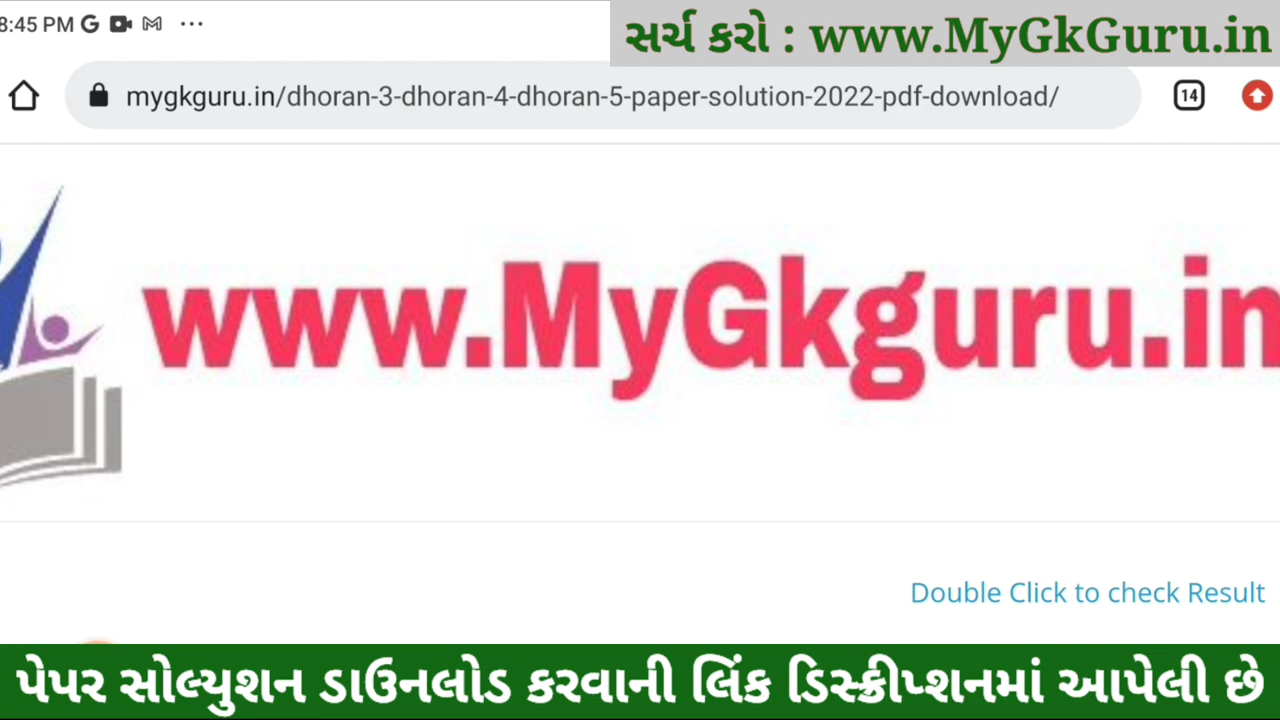 8:45 PM G ...
સર્ચ કરો : www.MyGkGuru.in
mygkguru.in/dhoran-3-dhoran-4-dhoran-5-paper-solution-2022-pdf-download/
14
www.MyGkguru.in
Double Click to check Result
પેપર સોલ્યુશન ડાઉનલોડ કરવાની લિંક ડિસ્ક્રીપ્શનમાં આપેલી છે